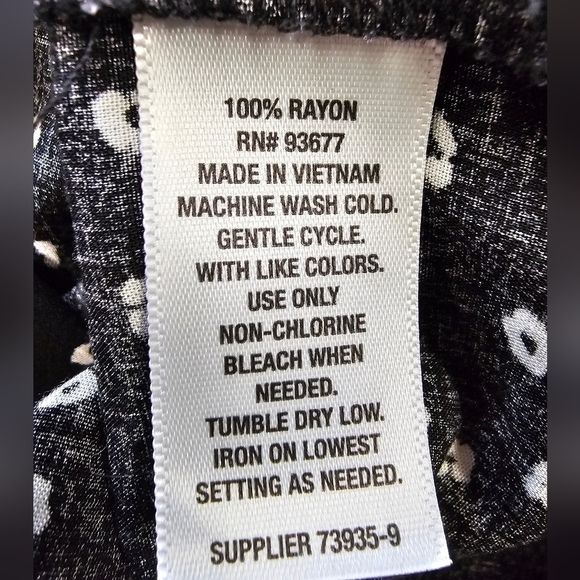 100% RAYON
RN# 93677
MADE IN VIETNAM
MACHINE WASH COLD.
GENTLE CYCLE.
WITH LIKE COLORS.
USE ONLY
NON-CHLORINE
BLEACH WHEN
NEEDED.
TUMBLE DRY LOW.
IRON ON LOWEST
SETTING AS NEEDED.
SUPPLIER 73935-9